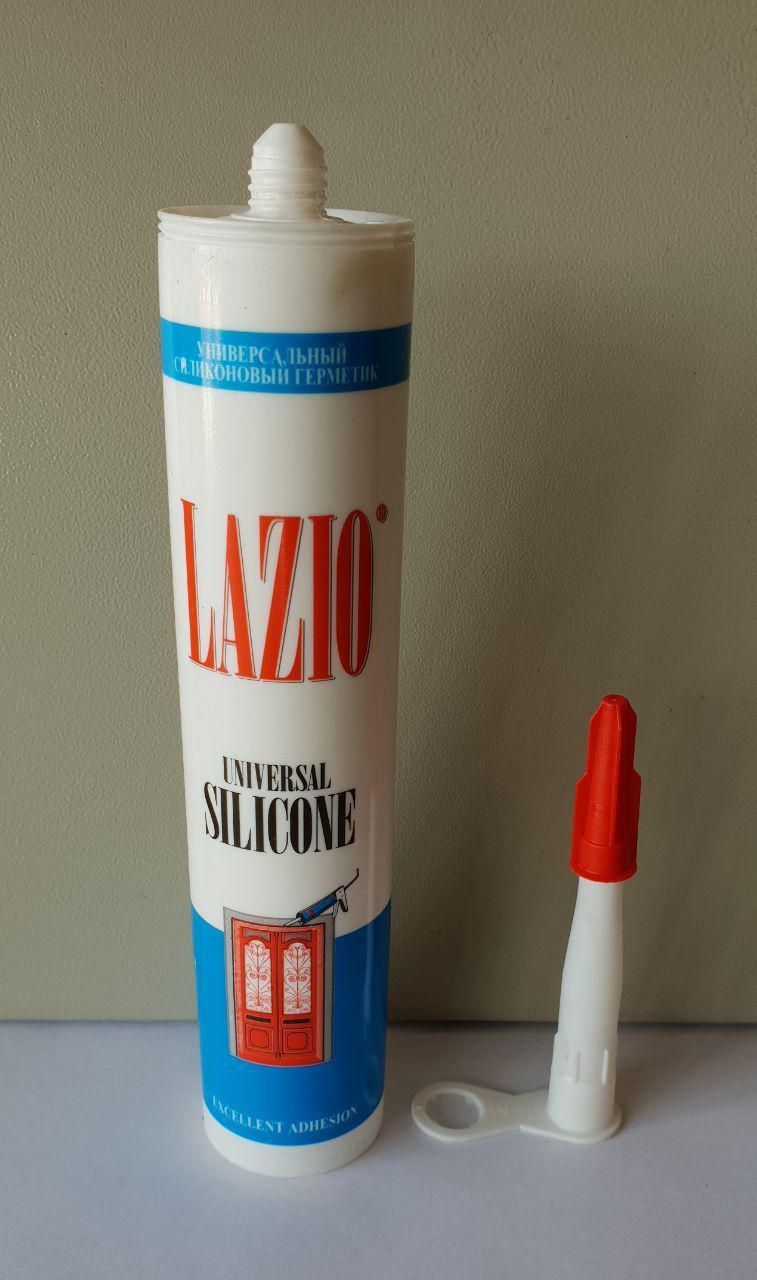 УНИВЕРСАЛЬНЫЙ
СИЛИКОНОВЫЙ ГЕРМЕТИК
LAZIO®
UNIVERSAL
SILICONE
EXCELLENT ADHESION